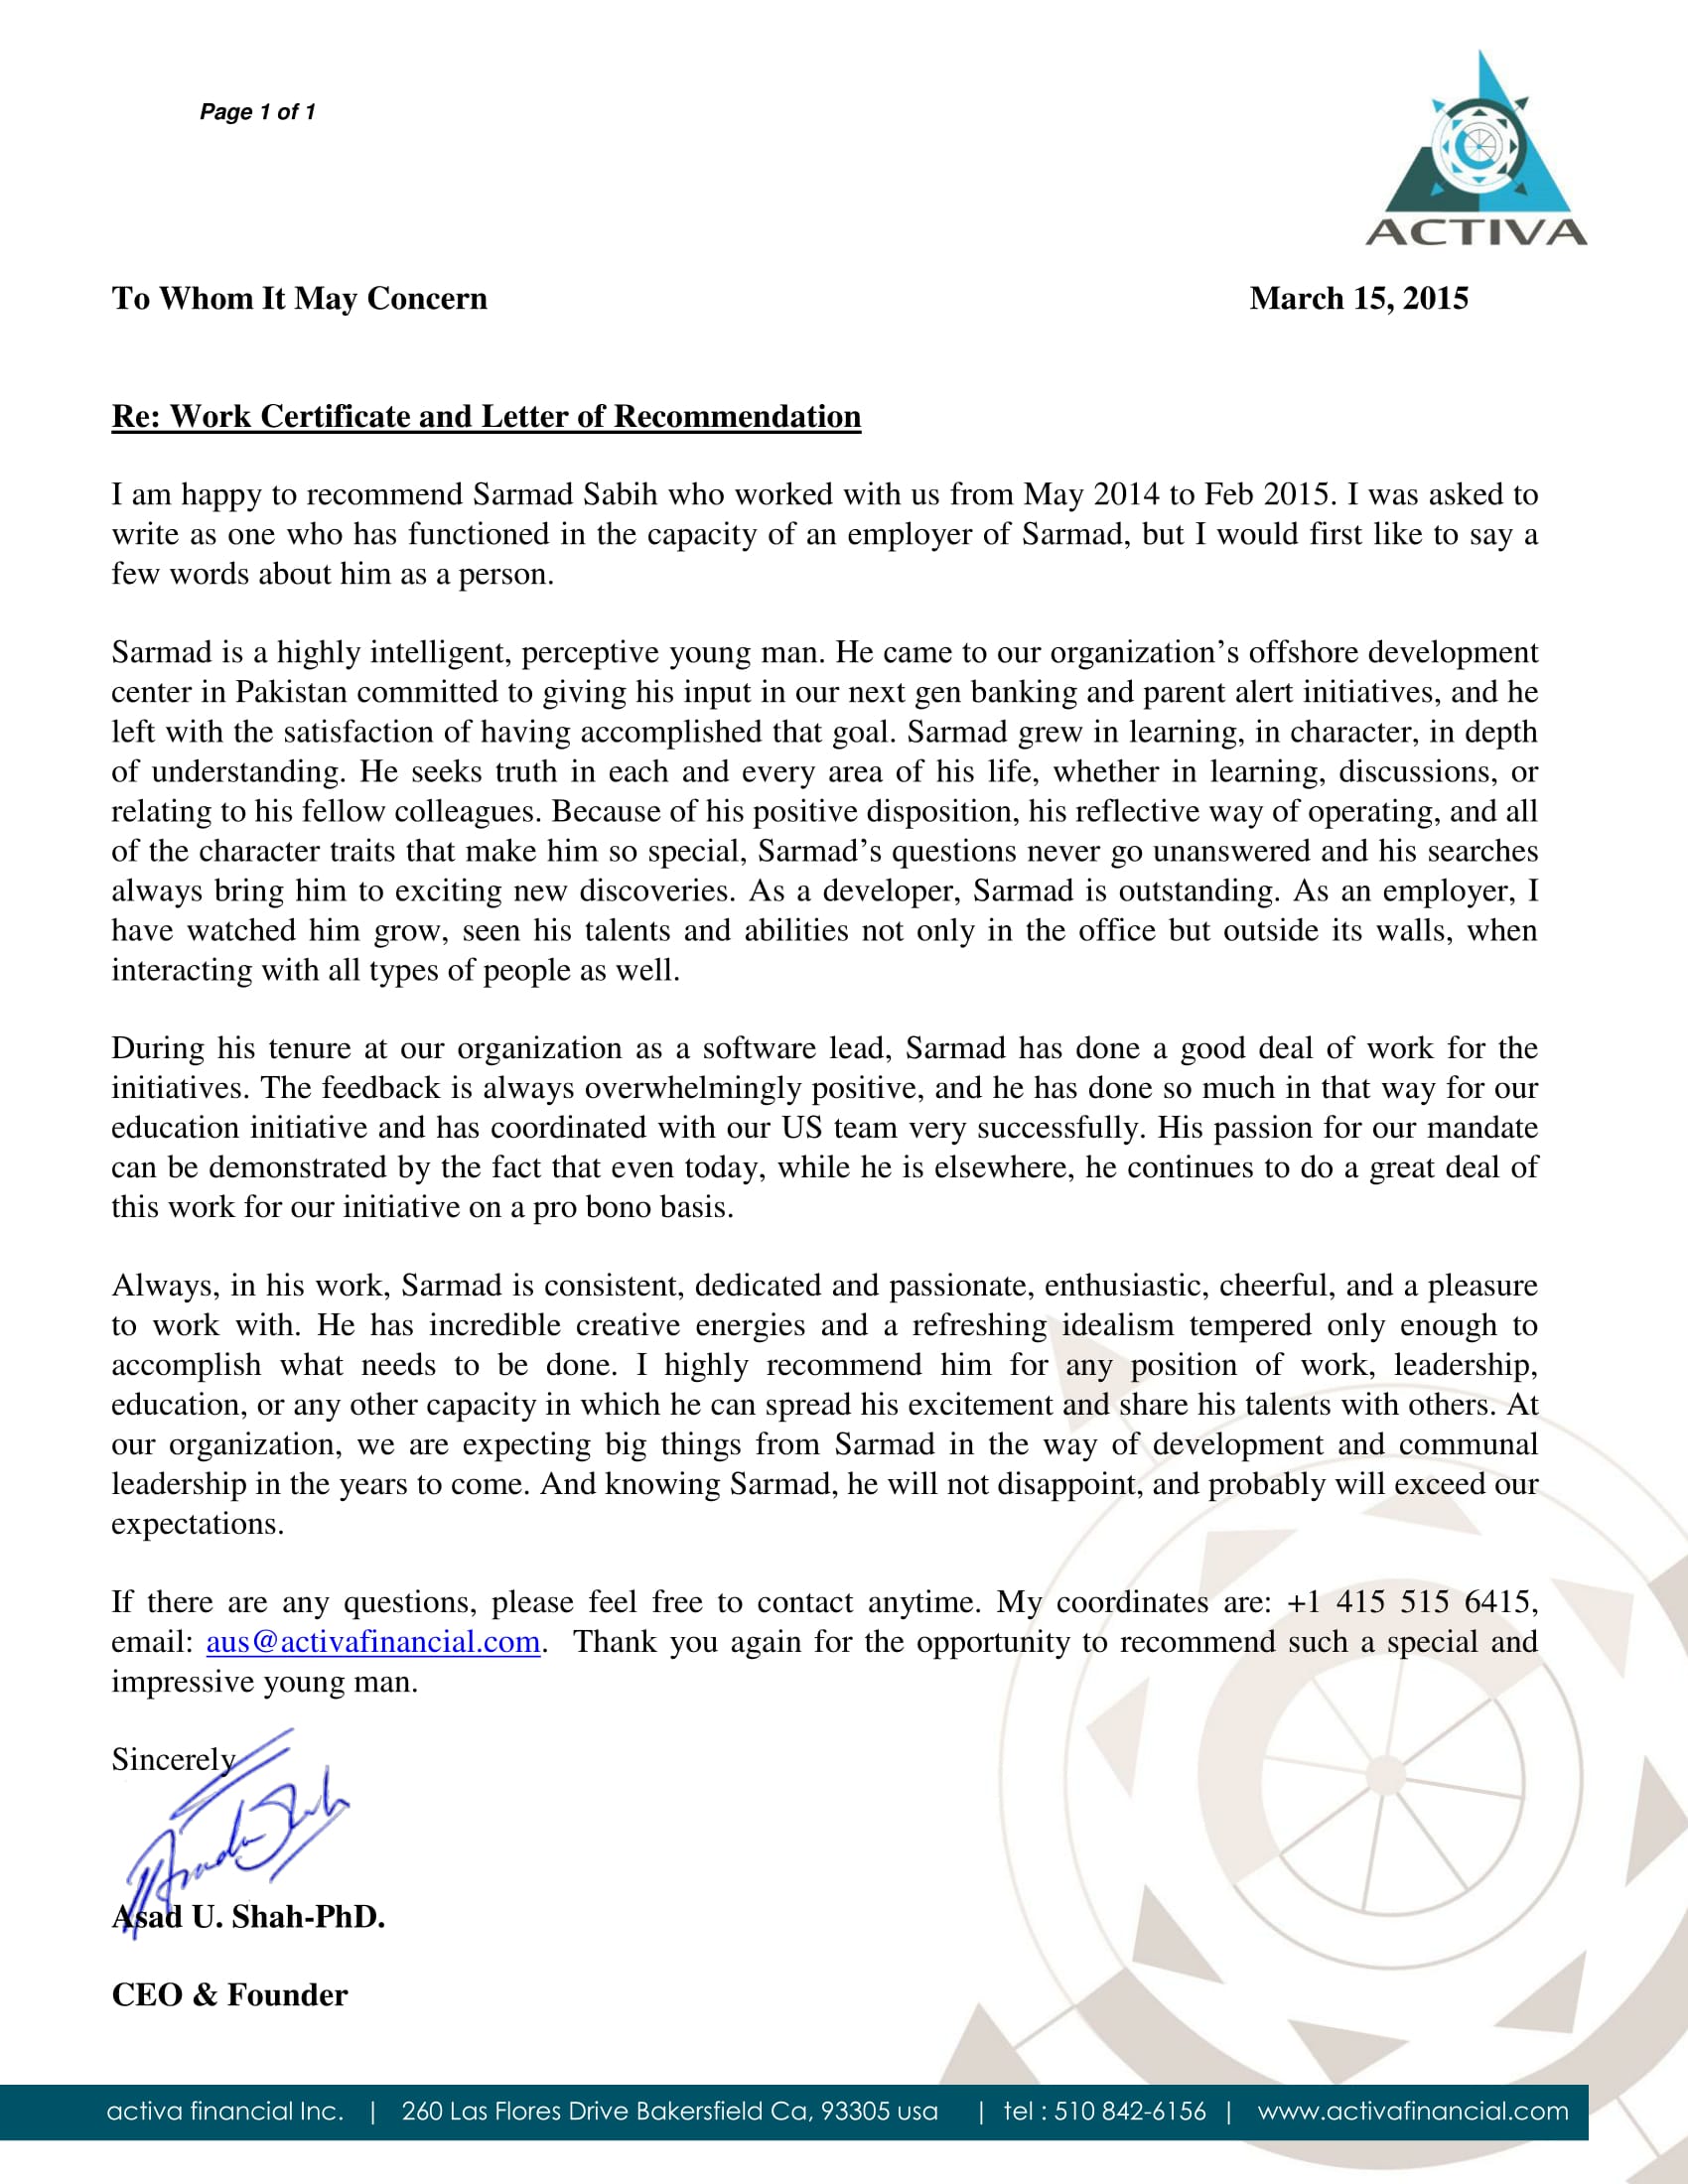 Page 1 of 1
ACTIVA
To Whom It May Concern March 15, 2015
Re: Work Certificate and Letter of Recommendation
I am happy to recommend Sarmad Sabih who worked with us from May 2014 to Feb 2015. I was asked to
write as one who has functioned in the capacity of an employer of Sarmad, but I would first like to say a
few words about him as a person.
Sarmad is a highly intelligent, perceptive young man. He came to our organization’s offshore development
center in Pakistan committed to giving his input in our next gen banking and parent alert initiatives, and he
left with the satisfaction of having accomplished that goal. Sarmad grew in learning, in character, in depth
of understanding. He seeks truth in each and every area of his life, whether in learning, discussions, or
relating to his fellow colleagues. Because of his positive disposition, his reflective way of operating, and all
of the character traits that make him so special, Sarmad’s questions never go unanswered and his searches
always bring him to exciting new discoveries. As a developer, Sarmad is outstanding. As an employer, I
have watched him grow, seen his talents and abilities not only in the office but outside its walls, when
interacting with all types of people as well.
During his tenure at our organization as a software lead, Sarmad has done a good deal of work for the
initiatives. The feedback is always overwhelmingly positive, and he has done so much in that way for our
education initiative and has coordinated with our US team very successfully. His passion for our mandate
can be demonstrated by the fact that even today, while he is elsewhere, he continues to do a great deal of
this work for our initiative on a pro bono basis.
Always, in his work, Sarmad is consistent, dedicated and passionate, enthusiastic, cheerful, and a pleasure
to work with. He has incredible creative energies and a refreshing idealism tempered only enough to
accomplish what needs to be done. I highly recommend him for any position of work, leadership,
education, or any other capacity in which he can spread his excitement and share his talents with others. At
our organization, we are expecting big things from Sarmad in the way of development and communal
leadership in the years to come. And knowing Sarmad, he will not disappoint, and probably will exceed our
expectations.
If there are any questions, please feel free to contact anytime. My coordinates are: +1 415 515 6415,
email: aus@activafinancial.com. Thank you again for the opportunity to recommend such a special and
impressive young man.
Sincerely
Asad U. Shah-PhD.
CEO & Founder
activa financial Inc. | 260 Las Flores Drive Bakersfield Ca, 93305 usa | tel : 510 842-6156 | www.activafinancial.com